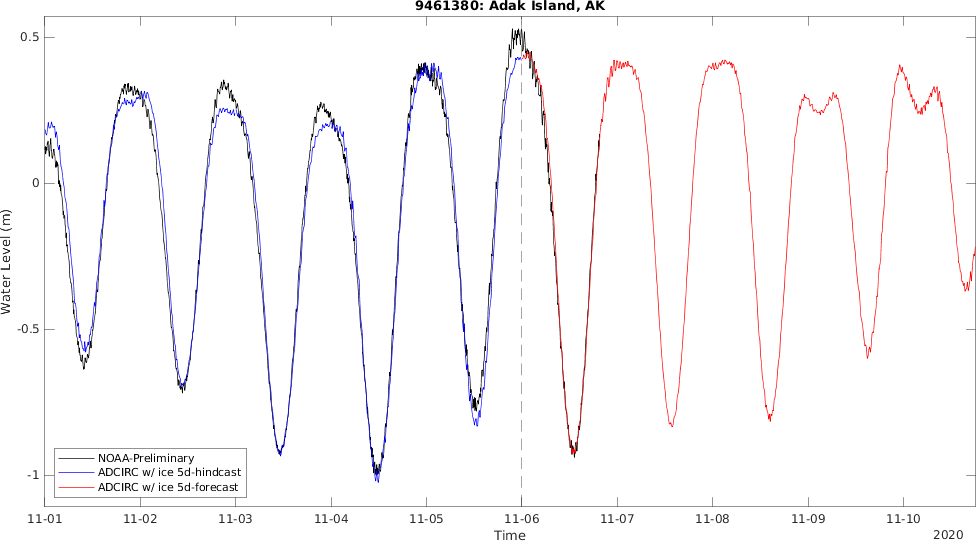 9461380: Adak Island, AK
0.5
0
-0.5
-1
Water Level (m)
NOAA-Preliminary
ADCIRC w/ ice 5d-hindcast
ADCIRC w/ ice 5d-forecast
11-01 11-02 11-03 11-04 11-05 11-06 11-07 11-08 11-09 11-10
Time
2020